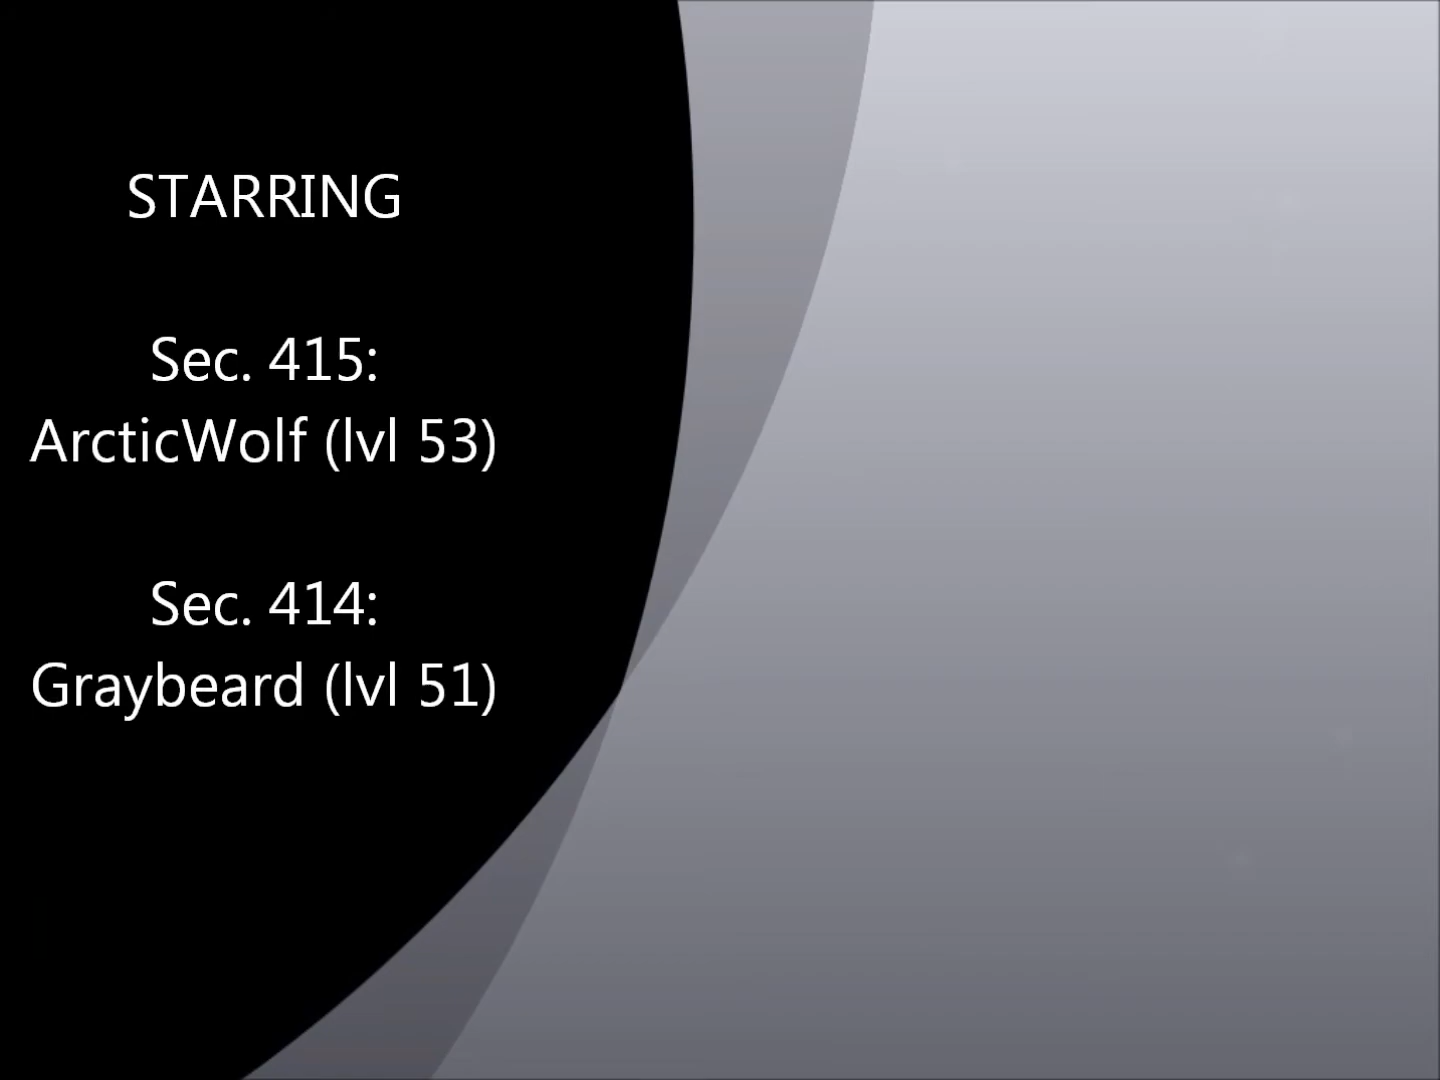 STARRING
Sec. 415:
ArcticWolf (lvl 53)
Sec. 414:
Graybeard (lvl 51)